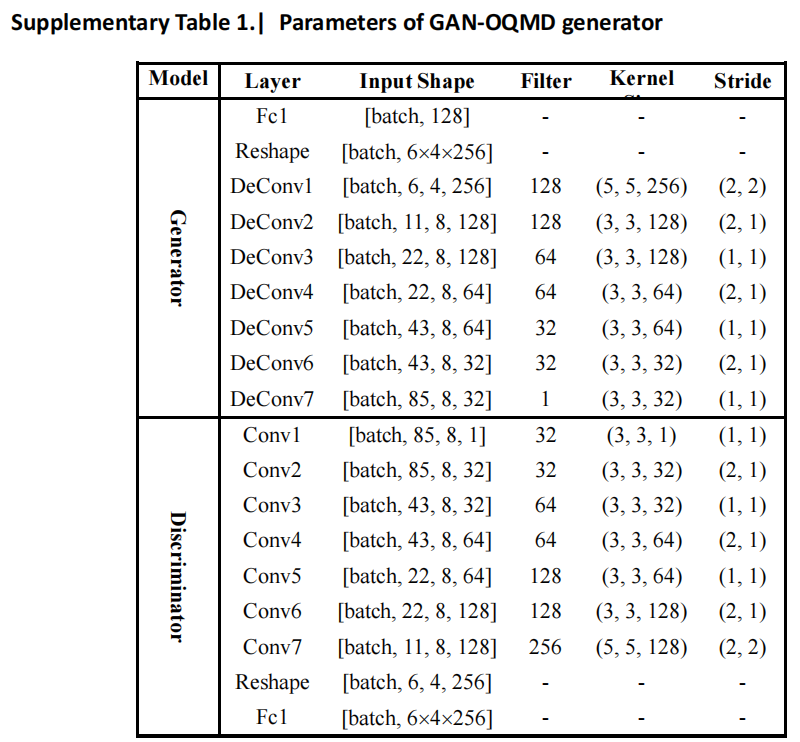 Supplementary Table 1.| Parameters of GAN-OQMD generator
Model Layer Input Shape Filter Kernel Stride
Generator
Fc1 [batch, 128] - - -
Reshape [batch, 6×4×256] - - -
DeConv1 [batch, 6, 4, 256] 128 (5, 5, 256) (2, 2)
DeConv2 [batch, 11, 8, 128] 128 (3, 3, 128) (2, 1)
DeConv3 [batch, 22, 8, 128] 64 (3, 3, 128) (1, 1)
DeConv4 [batch, 22, 8, 64] 64 (3, 3, 64) (2, 1)
DeConv5 [batch, 43, 8, 64] 32 (3, 3, 64) (1, 1)
DeConv6 [batch, 43, 8, 32] 32 (3, 3, 32) (2, 1)
DeConv7 [batch, 85, 8, 32] 1 (3, 3, 32) (1, 1)
Discriminator
Conv1 [batch, 85, 8, 1] 32 (3, 3, 1) (1, 1)
Conv2 [batch, 85, 8, 32] 32 (3, 3, 32) (2, 1)
Conv3 [batch, 43, 8, 32] 64 (3, 3, 32) (1, 1)
Conv4 [batch, 43, 8, 64] 64 (3, 3, 64) (2, 1)
Conv5 [batch, 22, 8, 64] 128 (3, 3, 64) (1, 1)
Conv6 [batch, 22, 8, 128] 128 (3, 3, 128) (2, 1)
Conv7 [batch, 11, 8, 128] 256 (5, 5, 128) (2, 2)
Reshape [batch, 6, 4, 256] - - -
Fc1 [batch, 6×4×256] - - -